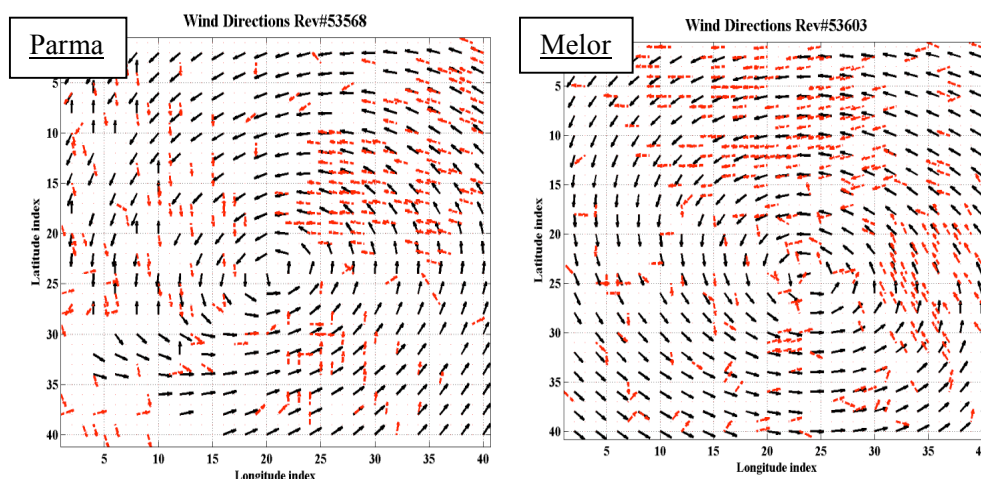 Parma
Wind Directions Rev#53568
5
10
15
20
25
30
35
40
Latitude index
5 10 15 20 25 30 35 40
Longitude index
Melor
Wind Directions Rev#53603
5
10
15
20
25
30
35
40
Latitude index
5 10 15 20 25 30 35 40
Longitude index